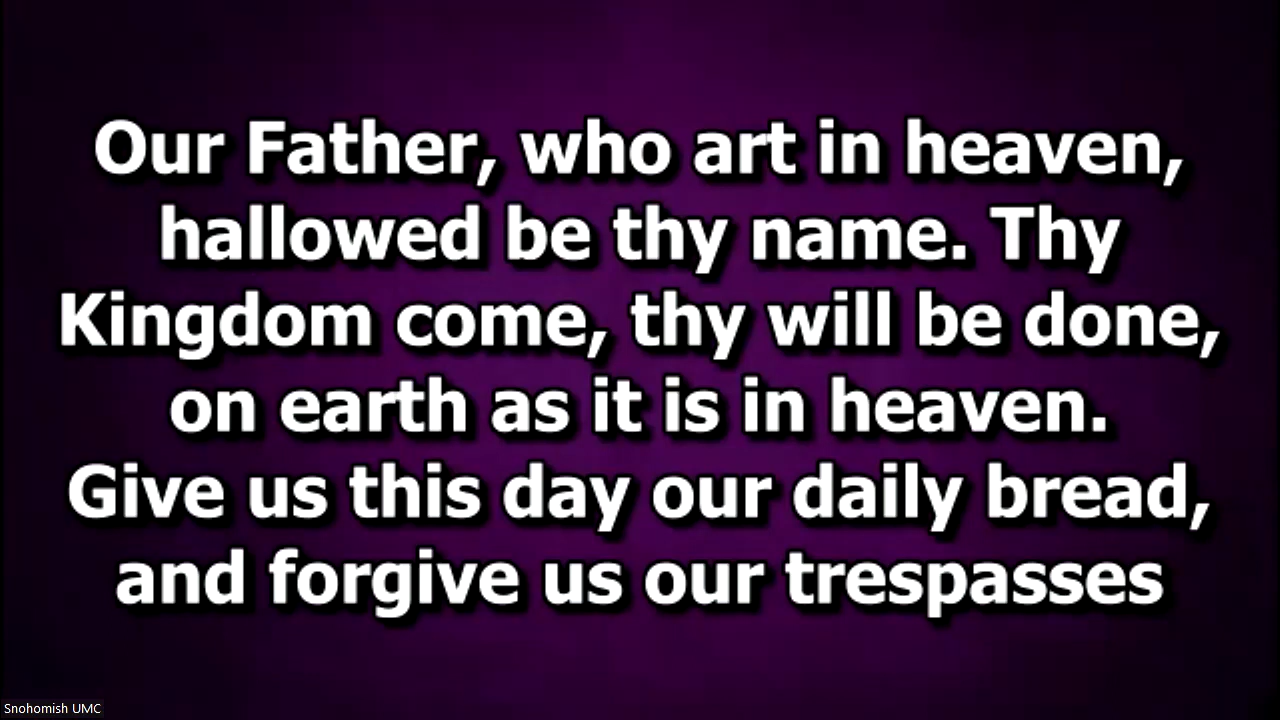 Our Father, who art in heaven,
hallowed be thy name. Thy
Kingdom come, thy will be done,
on earth as it is in heaven.
Give us this day our daily bread,
and forgive us our trespasses
Snohomish UMC